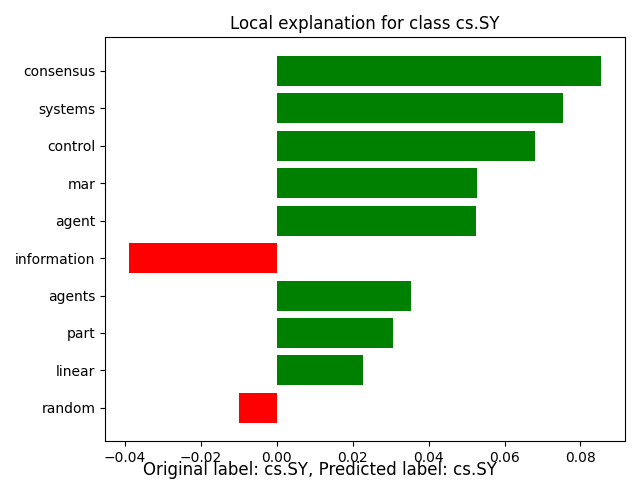 Local explanation for class cs.SY
consensus
systems
control
mar
agent
information
agents
part
linear
random
−0.04 −0.02 0.00 0.02 0.04 0.06 0.08
Original label: cs.SY, Predicted label: cs.SY